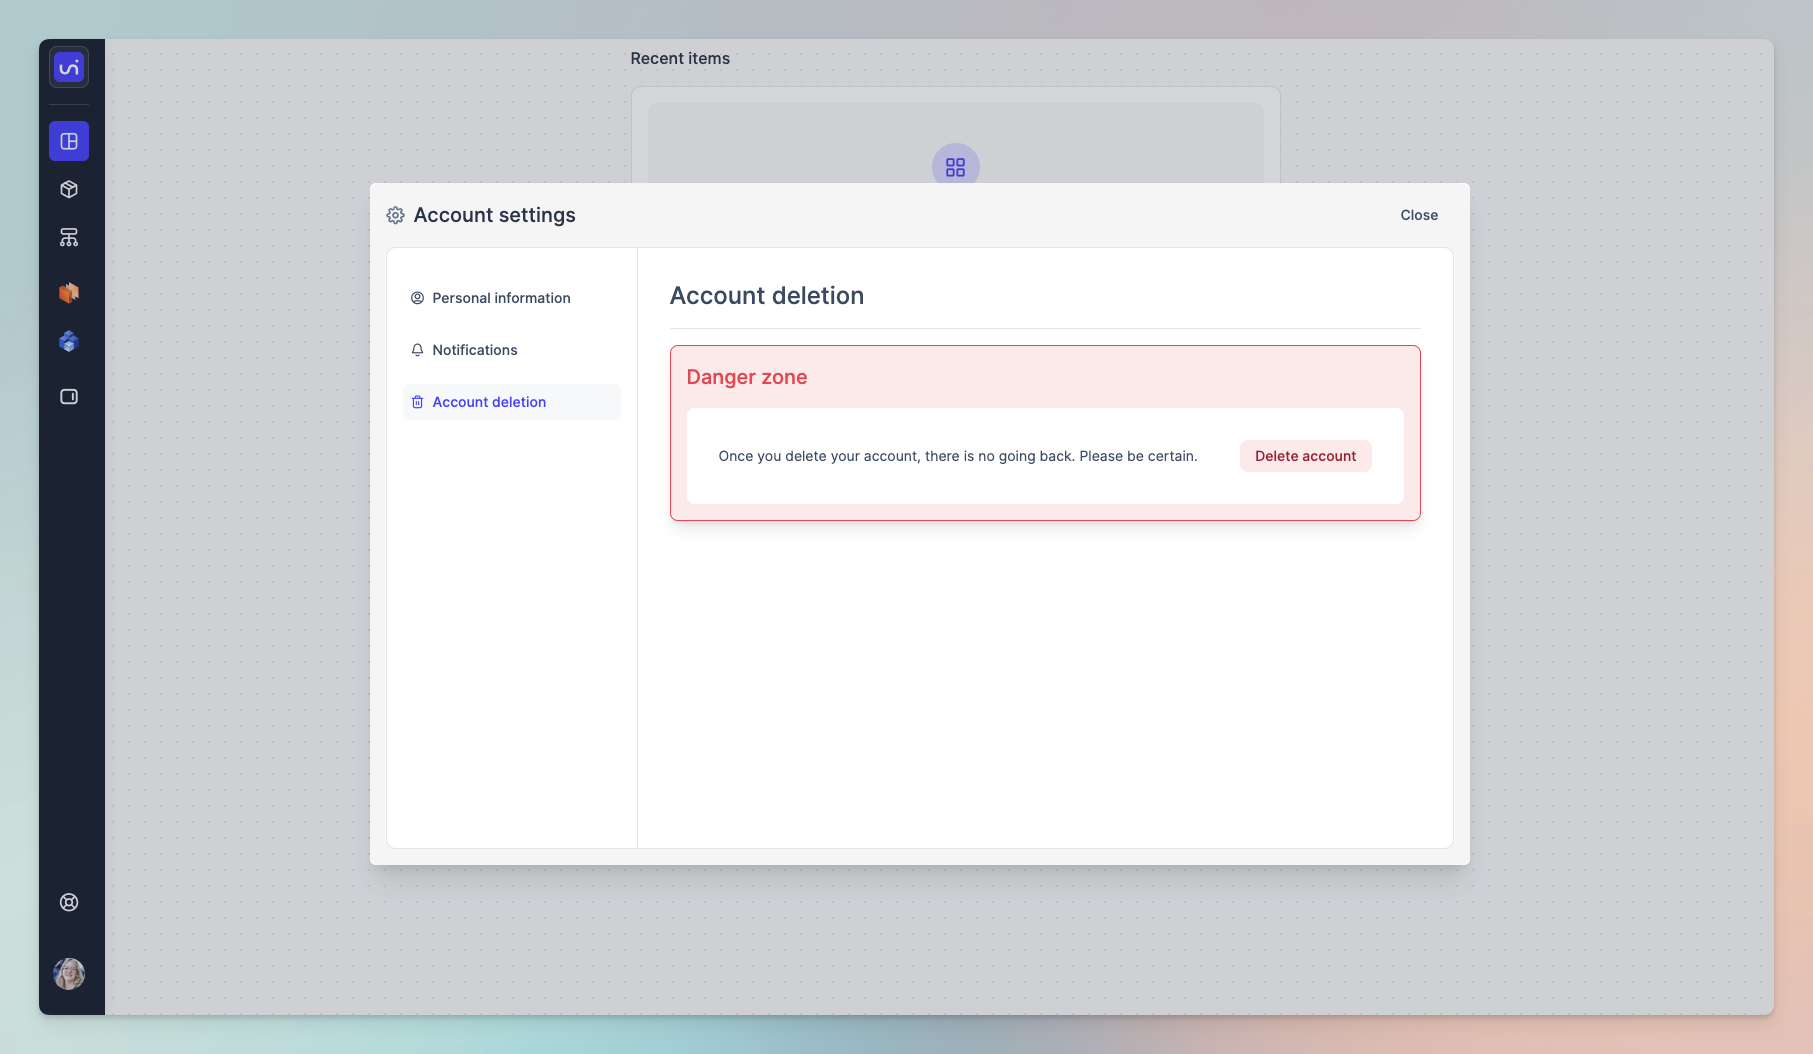 Recent items
Account settings
Close
Personal information
Notifications
Account deletion
Account deletion
Danger zone
Once you delete your account, there is no going back. Please be certain.
Delete account